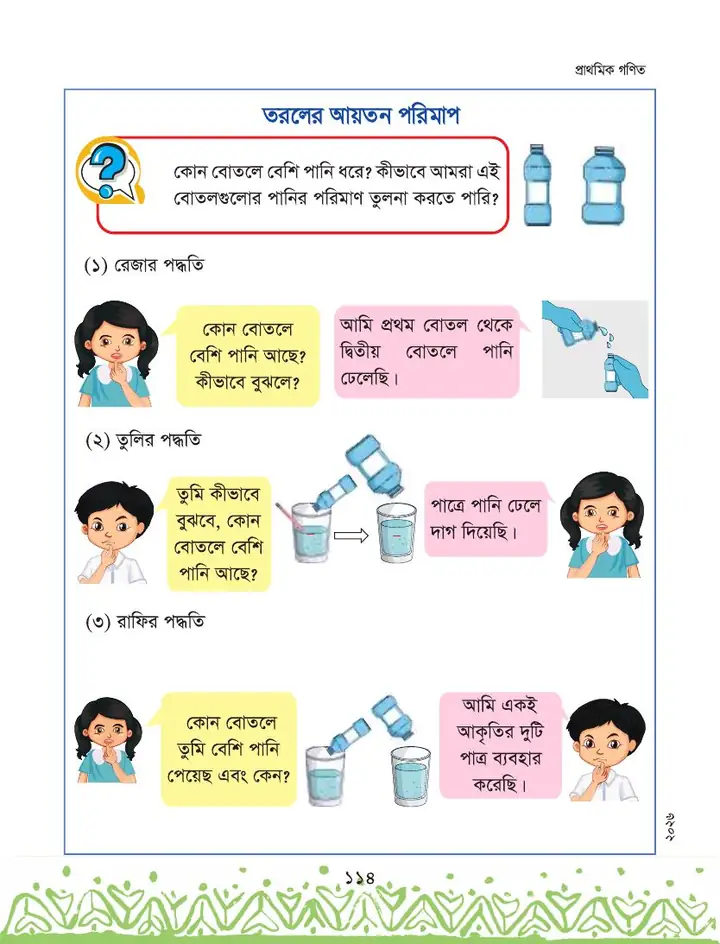 প্রাথমিক গণিত
তরলের আয়তন পরিমাপ
?
কোন বোতলে বেশি পানি ধরে? কীভাবে আমরা এই
বোতলগুলোর পানির পরিমাণ তুলনা করতে পারি?
(১) রেজার পদ্ধতি
কোন বোতলে
বেশি পানি আছে?
কীভাবে বুঝলে?
আমি প্রথম বোতল থেকে
দ্বিতীয় বোতলে পানি
ঢেলেছি।
(২) তুলির পদ্ধতি
তুমি কীভাবে
বুঝবে, কোন
বোতলে বেশি
পানি আছে?
পাত্রে পানি ঢেলে
দাগ দিয়েছি।
(৩) রাফির পদ্ধতি
কোন বোতলে
তুমি বেশি পানি
পেয়েছ এবং কেন?
আমি একই
আকৃতির দুটি
পাত্র ব্যবহার
করেছি।
২০২৬
১১৪